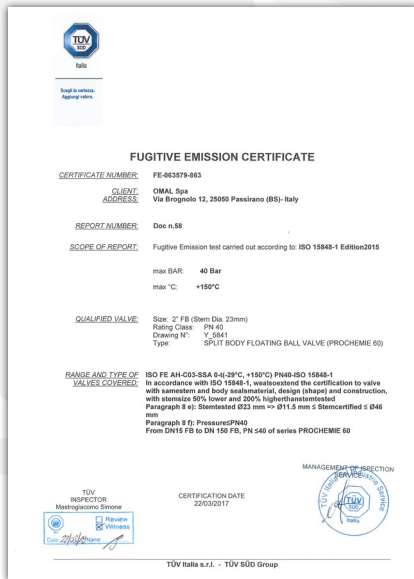 TÜV
SÜD
Italia
Scegli la certezza.
Aggiungi valore.
FUGITIVE EMISSION CERTIFICATE
CERTIFICATE NUMBER: FE-063579-863
CLIENT: OMAL Spa
ADDRESS: Via Brognolo 12, 25050 Passirano (BS)- Italy
REPORT NUMBER: Doc n.58
SCOPE OF REPORT: Fugitive Emission test carried out according to: ISO 15848-1 Edition2015
max BAR: 40 Bar
max °C: +150°C
QUALIFIED VALVE: Size: 2" FB (Stem Dia. 23mm)
Rating Class: PN 40
Drawing N°: Y_5841
Type: SPLIT BODY FLOATING BALL VALVE (PROCHEMIE 60)
RANGE AND TYPE OF ISO FE AH-C03-SSA 0-t(-29°C, +150°C) PN40-ISO 15848-1
VALVES COVERED: In accordance with ISO 15848-1, wealsoextend the certification to valve
with samestem and body sealsmaterial, design (shape) and construction,
with stemsize 50% lower and 200% higherthanstemtested
Paragraph 8 e): Stemtested Ø23 mm => Ø11.5 mm ≤ Stemcertified ≤ Ø46
mm
Paragraph 8 f): Pressure≤PN40
From DN15 FB to DN 150 FB, PN ≤40 of series PROCHEMIE 60
MANAGEMENT OF ISPECTION
SERVICE
TÜV
INSPECTOR
Mastrogiacomo Simone
CERTIFICATION DATE
22/03/2017
Review
Witness
Date Name
TÜV Italia
Industrie Service
TÜV
SÜD
Italia
TÜV Italia s.r.l. - TÜV SÜD Group